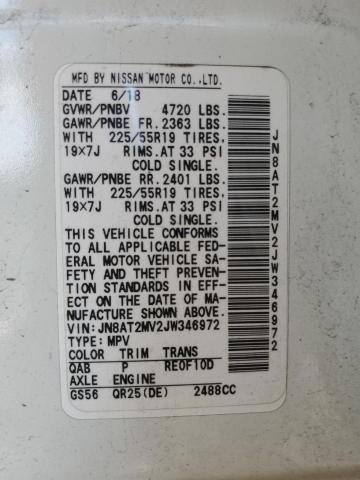 MFD BY NISSAN MOTOR CO.,LTD.
DATE 6/18
GVWR/PNBV 4720 LBS.
GAWR/PNBE FR. 2363 LBS.
WITH 225/55R19 TIRES,
19X7J RIMS.AT 33 PSI
COLD SINGLE.
GAWR/PNBE RR. 2401 LBS.
WITH 225/55R19 TIRES,
19X7J RIMS.AT 33 PSI
COLD SINGLE.
THIS VEHICLE CONFORMS
TO ALL APPLICABLE FED-
ERAL MOTOR VEHICLE SA-
FETY AND THEFT PREVEN-
TION STANDARDS IN EFF-
ECT ON THE DATE OF MA-
NUFACTURE SHOWN ABOVE.
VIN:JN8AT2MV2JW346972
TYPE:MPV
COLOR TRIM TRANS
QAB P RE0F10D
AXLE ENGINE
GS56 QR25(DE) 2488CC
JN8AT2MV2JW346972